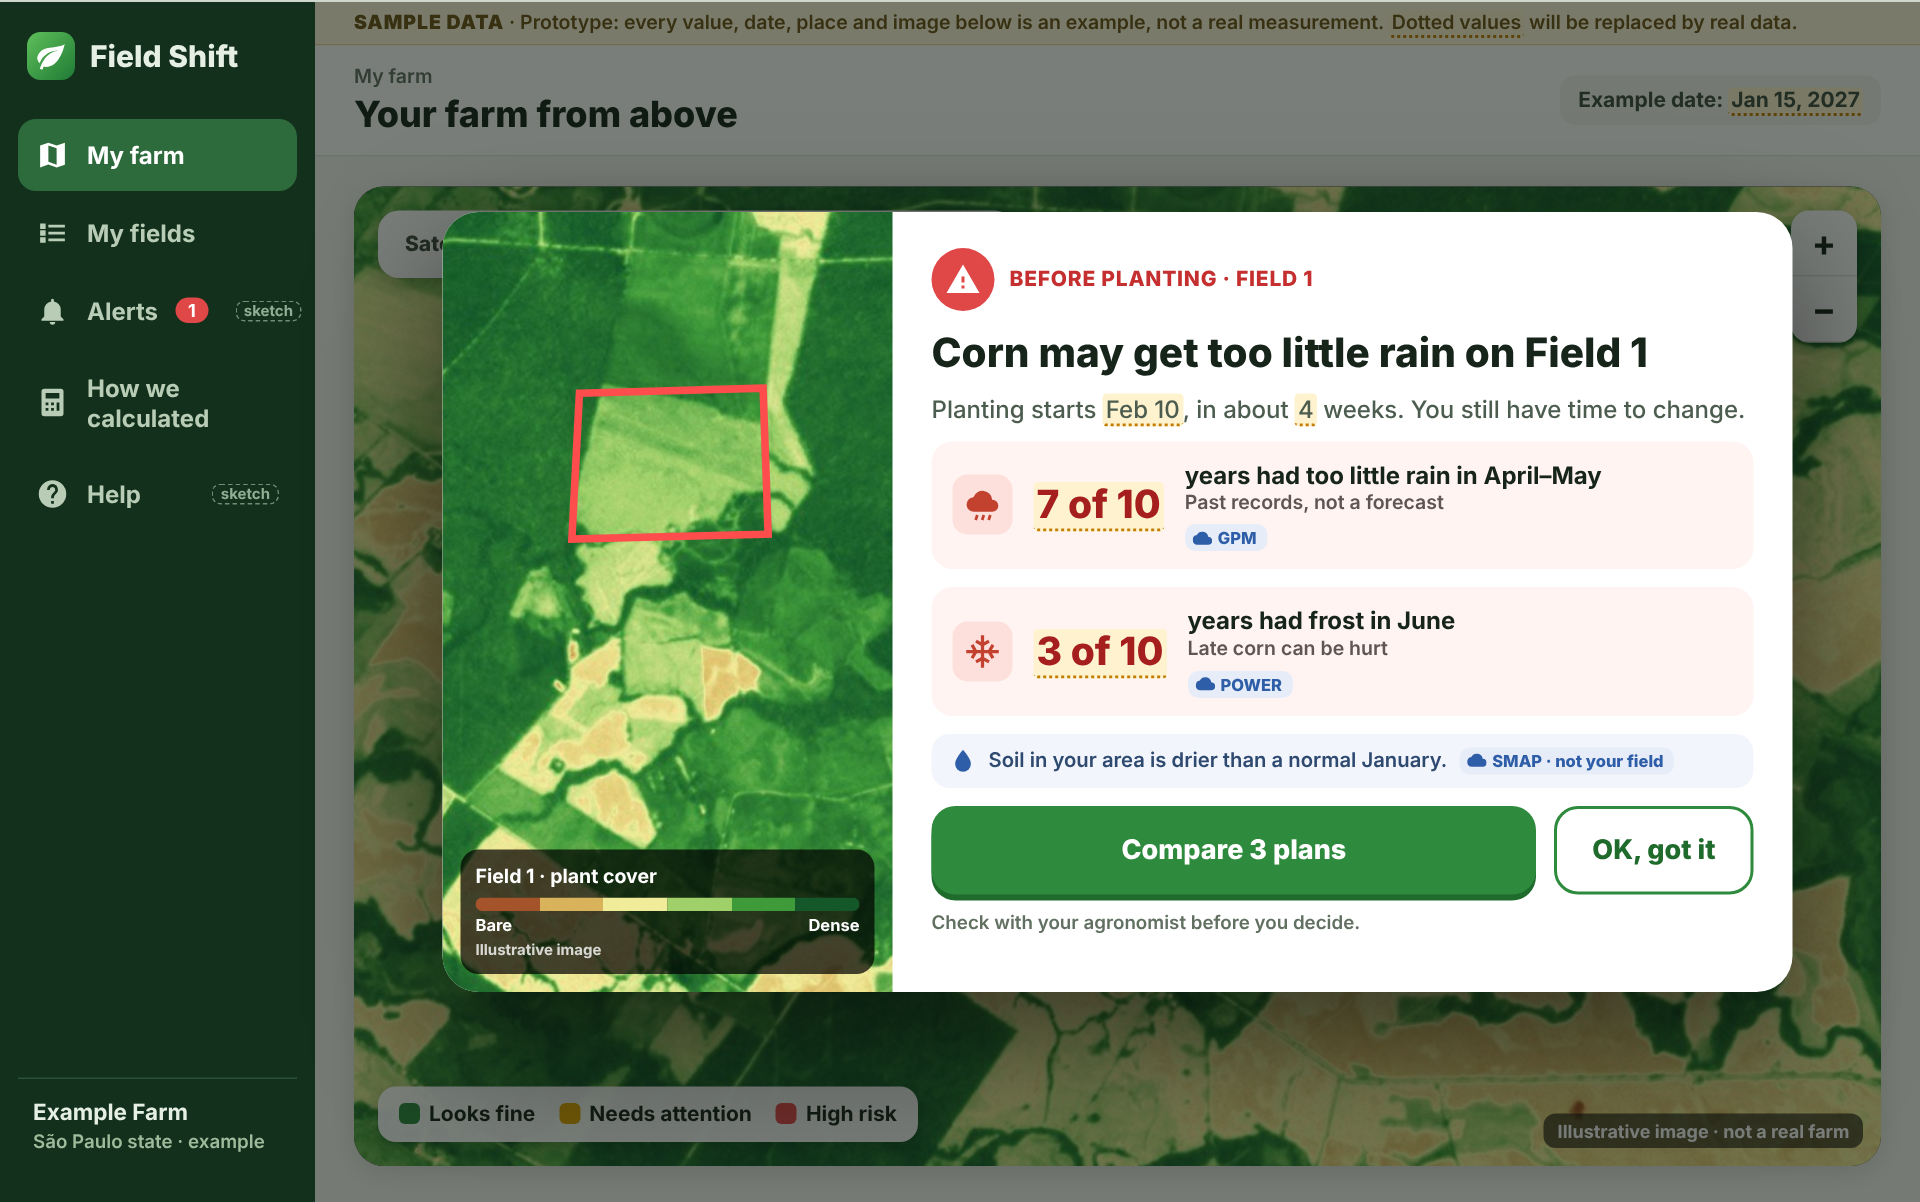 SAMPLE DATA · Prototype: every value, date, place and image below is an example, not a real measurement. Dotted values will be replaced by real data.
Field Shift
My farm
My fields
Alerts 1 sketch
How we
calculated
Help sketch
Example Farm
São Paulo state · example
My farm
Your farm from above
Example date: Jan 15, 2027
+
−
BEFORE PLANTING · FIELD 1
Corn may get too little rain on Field 1
Planting starts Feb 10, in about 4 weeks. You still have time to change.
7 of 10
years had too little rain in April–May
Past records, not a forecast
GPM
3 of 10
years had frost in June
Late corn can be hurt
POWER
Soil in your area is drier than a normal January. SMAP · not your field
Compare 3 plans
OK, got it
Check with your agronomist before you decide.
Field 1 · plant cover
Bare Dense
Illustrative image
Looks fine Needs attention High risk
Illustrative image · not a real farm